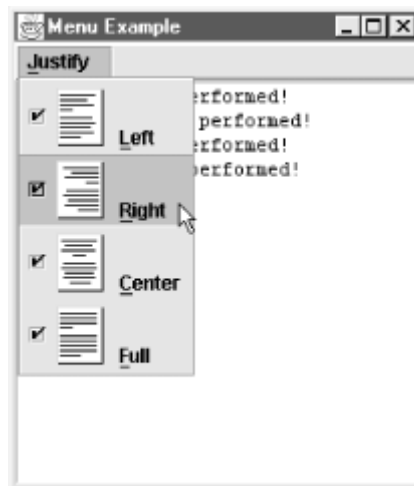 Menu Example
Justify
erformed!
Left
performed!
erformed!
erformed!
Right
Center
Full